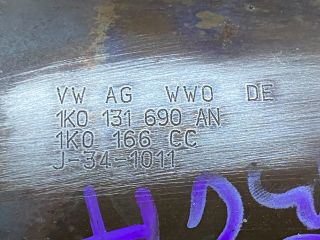 VW AG WWO DE
1K0 131 690 AN
1K0 166 CC
J-34-1011